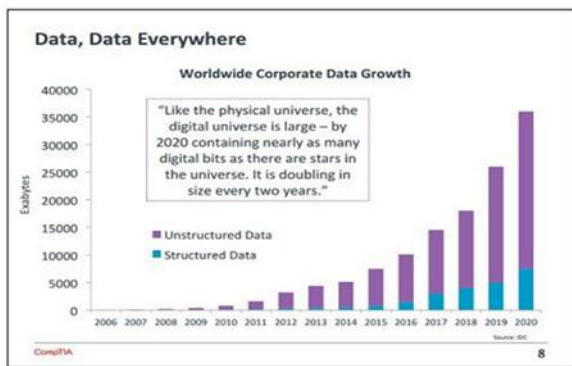 Data, Data Everywhere
Worldwide Corporate Data Growth
40000
35000
30000
25000
20000
15000
10000
5000
0
Exabytes
“Like the physical universe, the
digital universe is large – by
2020 containing nearly as many
digital bits as there are stars in
the universe. It is doubling in
size every two years.”
Unstructured Data
Structured Data
2006 2007 2008 2009 2010 2011 2012 2013 2014 2015 2016 2017 2018 2019 2020
Source: IDC
CompTIA
8